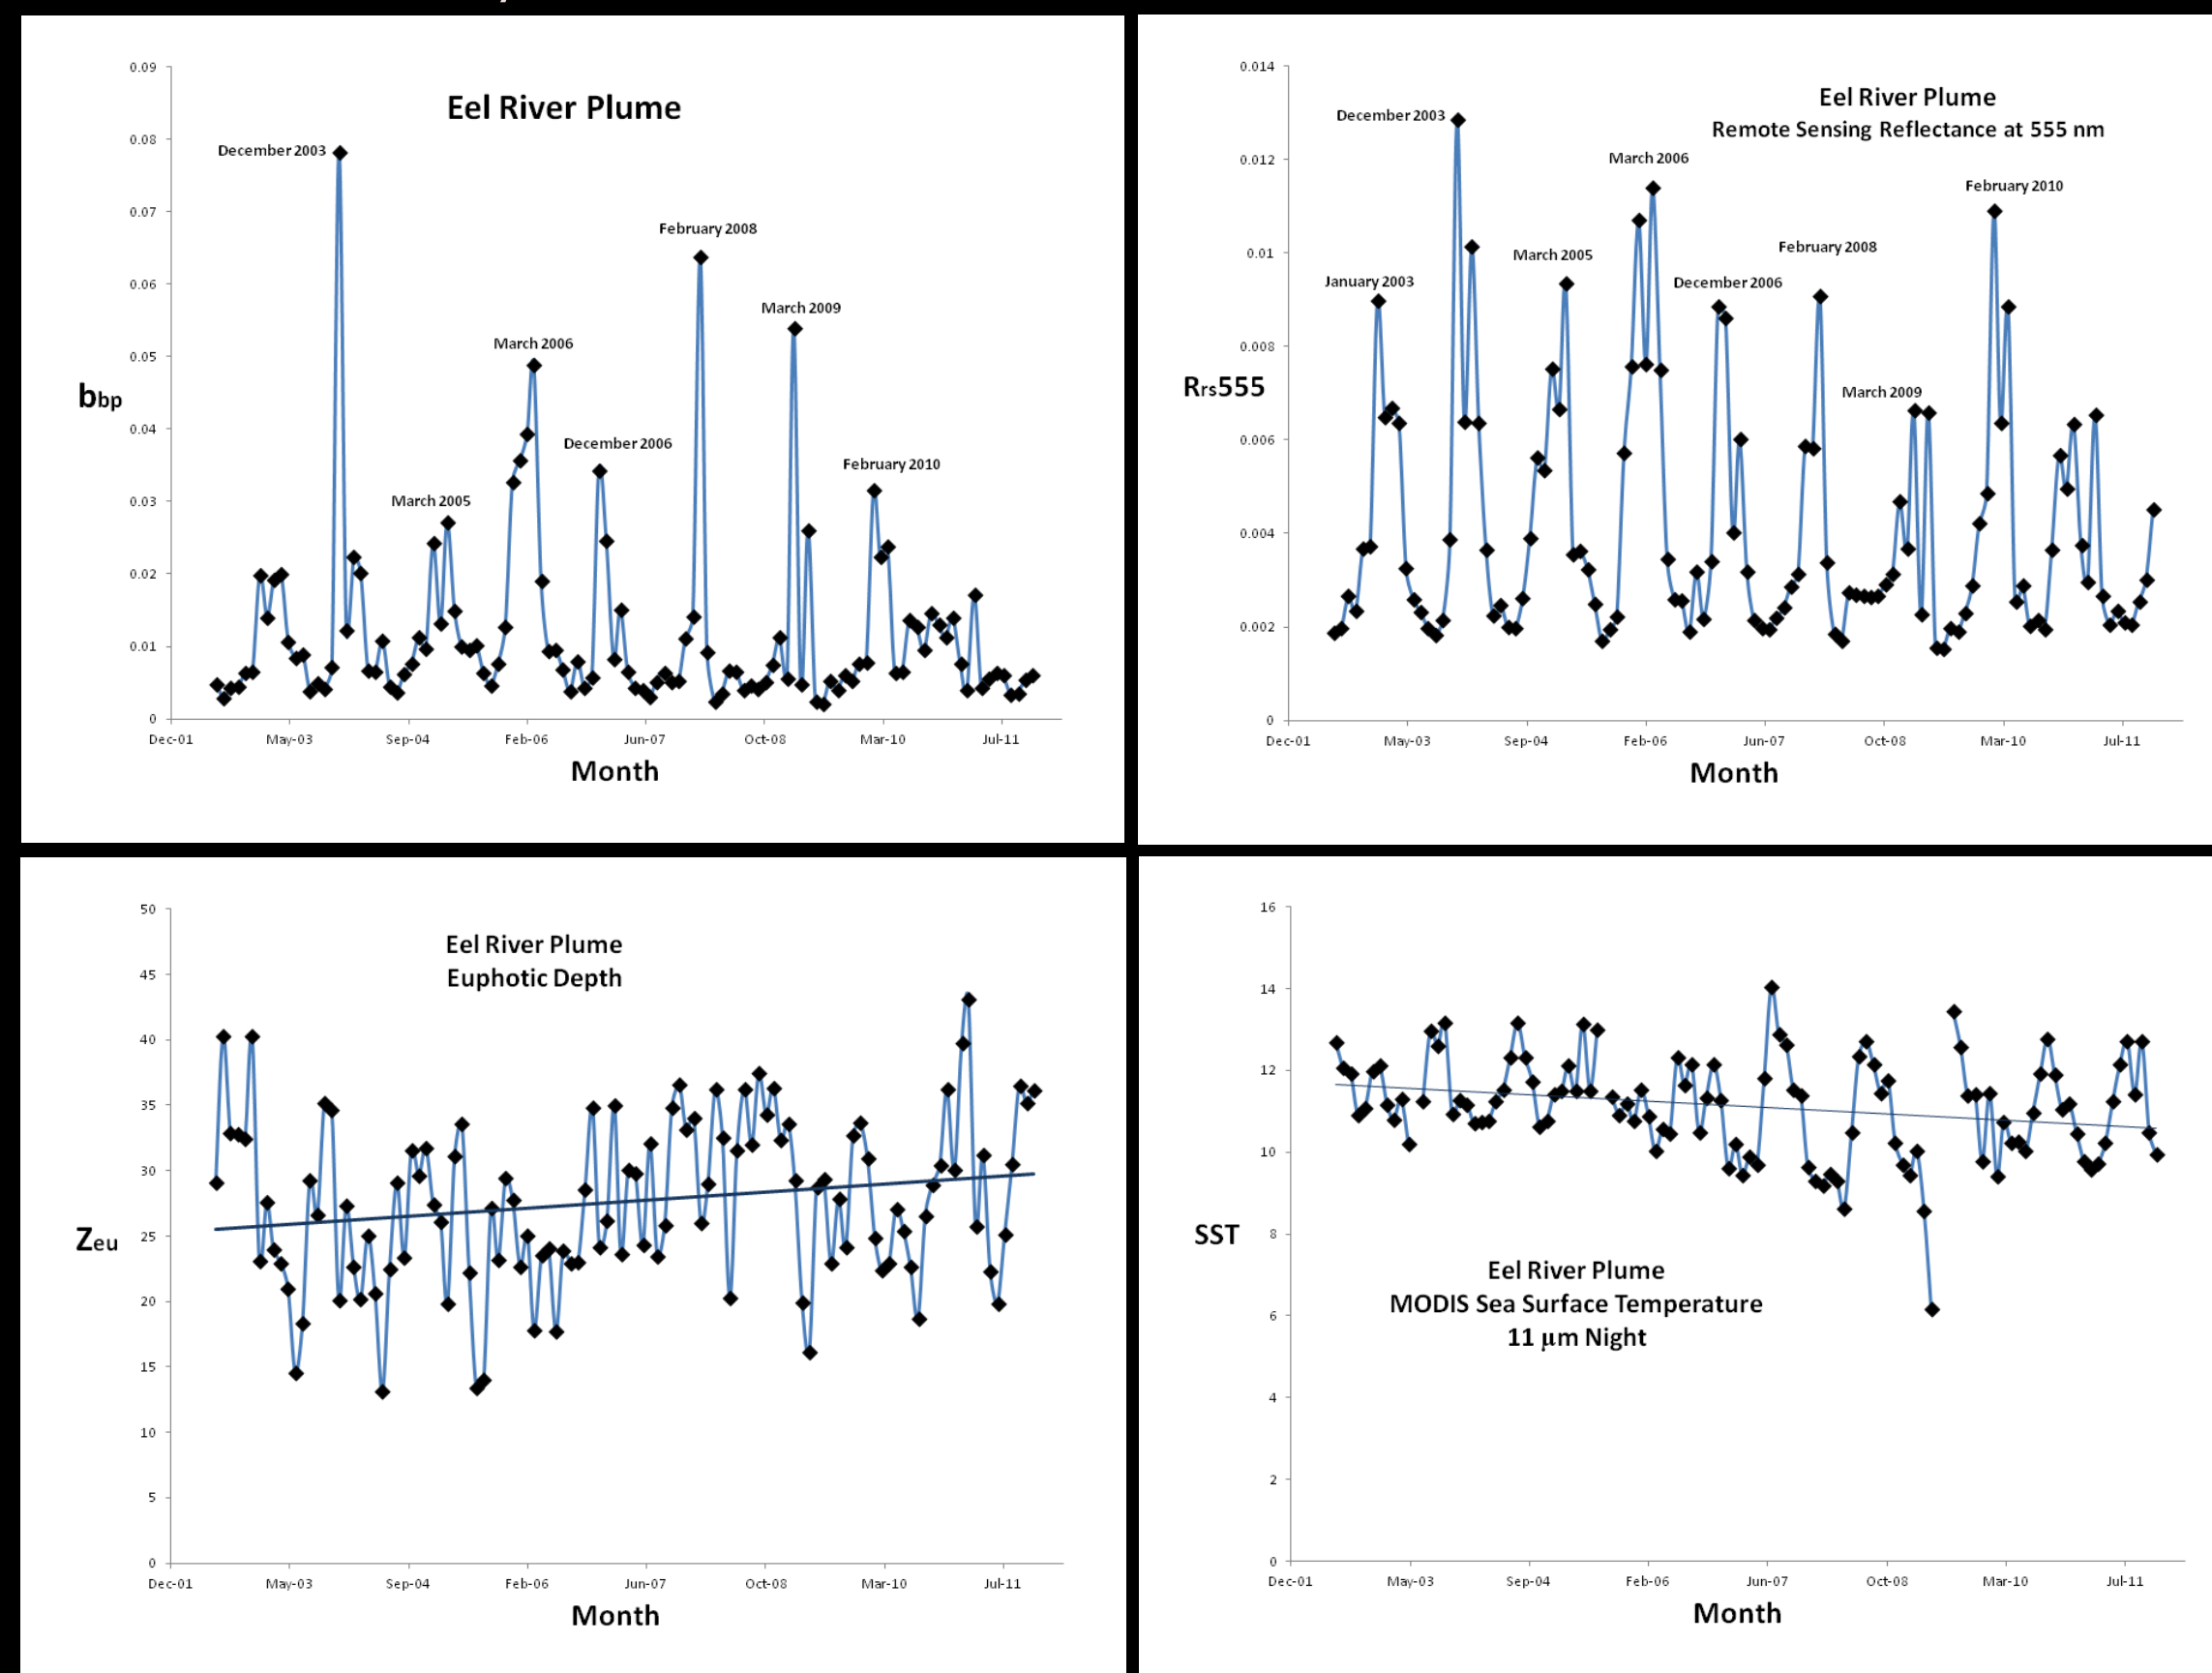 0.09
0.08
0.07
0.06
0.05
0.04
0.03
0.02
0.01
0
Eel River Plume
December 2003
March 2005
March 2006
December 2006
February 2008
March 2009
February 2010
bbp
Dec-01 May-03 Sep-04 Feb-06 Jun-07 Oct-08 Mar-10 Jul-11
Month
0.014
0.012
0.01
0.008
0.006
0.004
0.002
0
Eel River Plume
Remote Sensing Reflectance at 555 nm
January 2003
December 2003
March 2005
March 2006
December 2006
February 2008
March 2009
February 2010
Rrs555
Dec-01 May-03 Sep-04 Feb-06 Jun-07 Oct-08 Mar-10 Jul-11
Month
50
45
40
35
30
25
20
15
10
5
0
Eel River Plume
Euphotic Depth
Zeu
Dec-01 May-03 Sep-04 Feb-06 Jun-07 Oct-08 Mar-10 Jul-11
Month
16
14
12
10
8
6
4
2
0
SST
Eel River Plume
MODIS Sea Surface Temperature
11 μm Night
Dec-01 May-03 Sep-04 Feb-06 Jun-07 Oct-08 Mar-10 Jul-11
Month